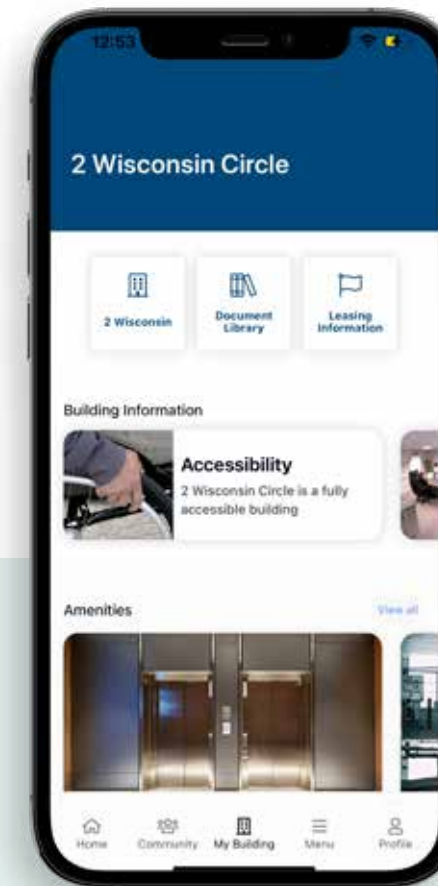 12:53
2 Wisconsin Circle
2 Wisconsin
Document
Library
Leasing
Information
Building Information
Accessibility
2 Wisconsin Circle is a fully
accessible building
Amenities
View all
Home
Community
My Building
Menu
Profile